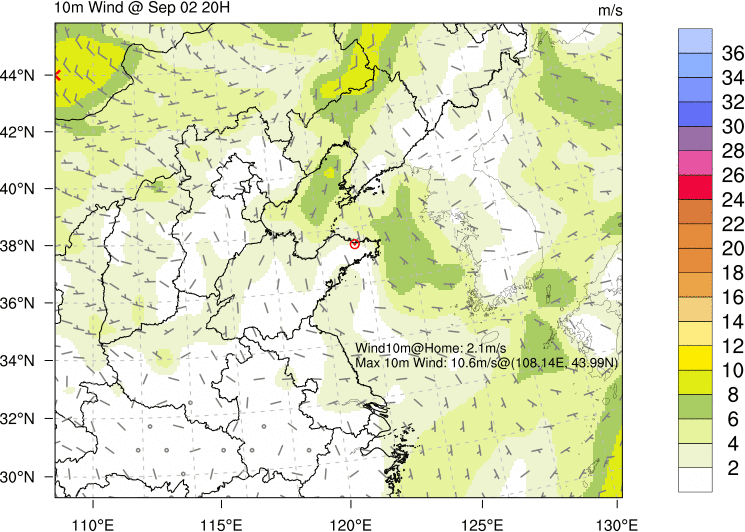 10m Wind @ Sep 02 20H
m/s
44°N
42°N
40°N
38°N
36°N
34°N
32°N
30°N
Wind10m@Home: 2.1m/s
Max 10m Wind: 10.6m/s@(108.14E, 43.99N)
110°E
115°E
120°E
125°E
130°E
36
34
32
30
28
26
24
22
20
18
16
14
12
10
8
6
4
2